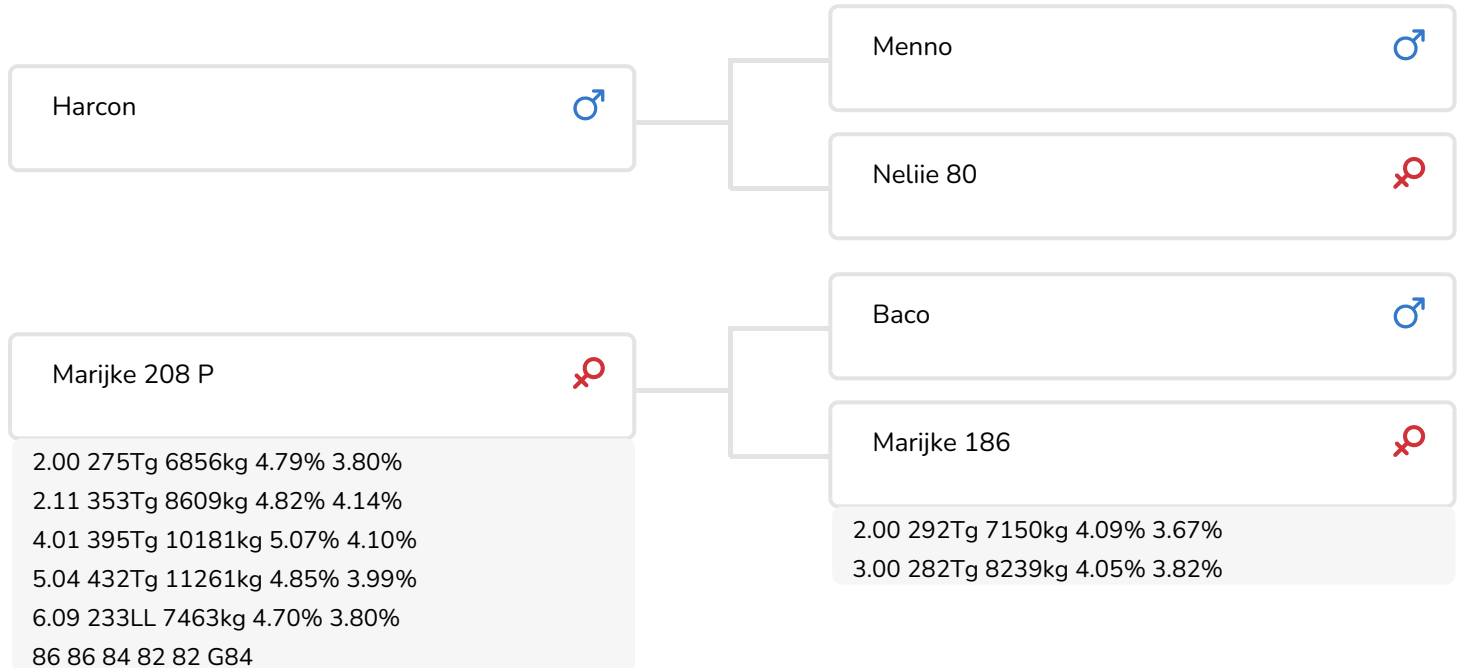 Harcon
Menno
Neliie 80
Marijke 208 P
2.00 275Tg 6856kg 4.79% 3.80%
2.11 353Tg 8609kg 4.82% 4.14%
4.01 395Tg 10181kg 5.07% 4.10%
5.04 432Tg 11261kg 4.85% 3.99%
6.09 233LL 7463kg 4.70% 3.80%
86 86 84 82 82 G84
Baco
Marijke 186
2.00 292Tg 7150kg 4.09% 3.67%
3.00 282Tg 8239kg 4.05% 3.82%